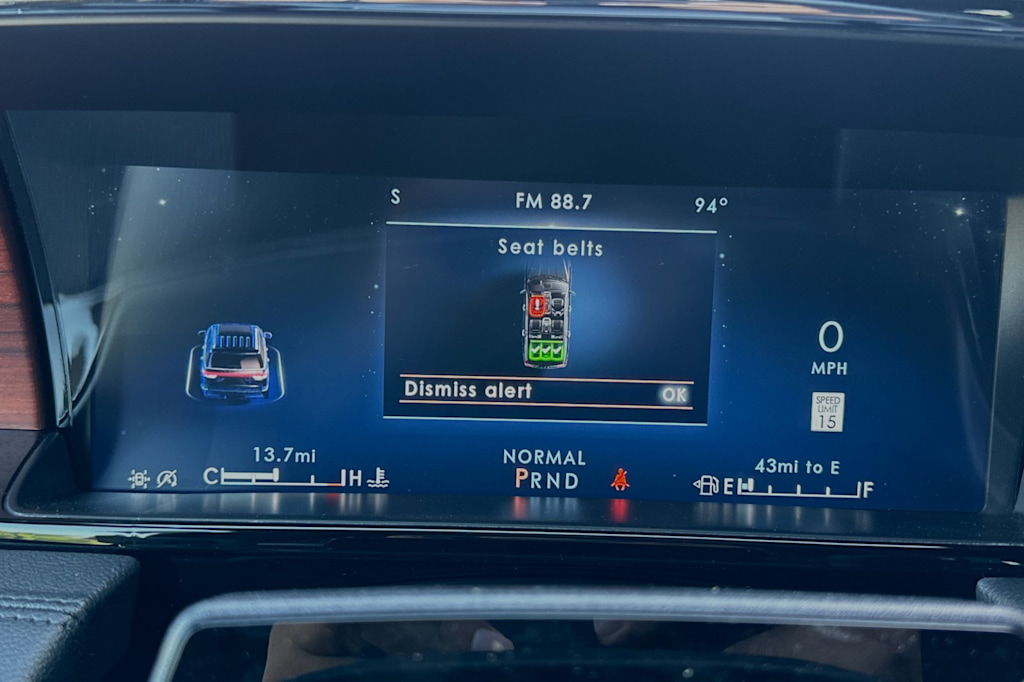 S
FM 88.7
94°
Seat belts
Dismiss alert
OK
0
MPH
SPEED
LIMIT
15
13.7mi
C H
NORMAL
PRND
43mi to E
E F